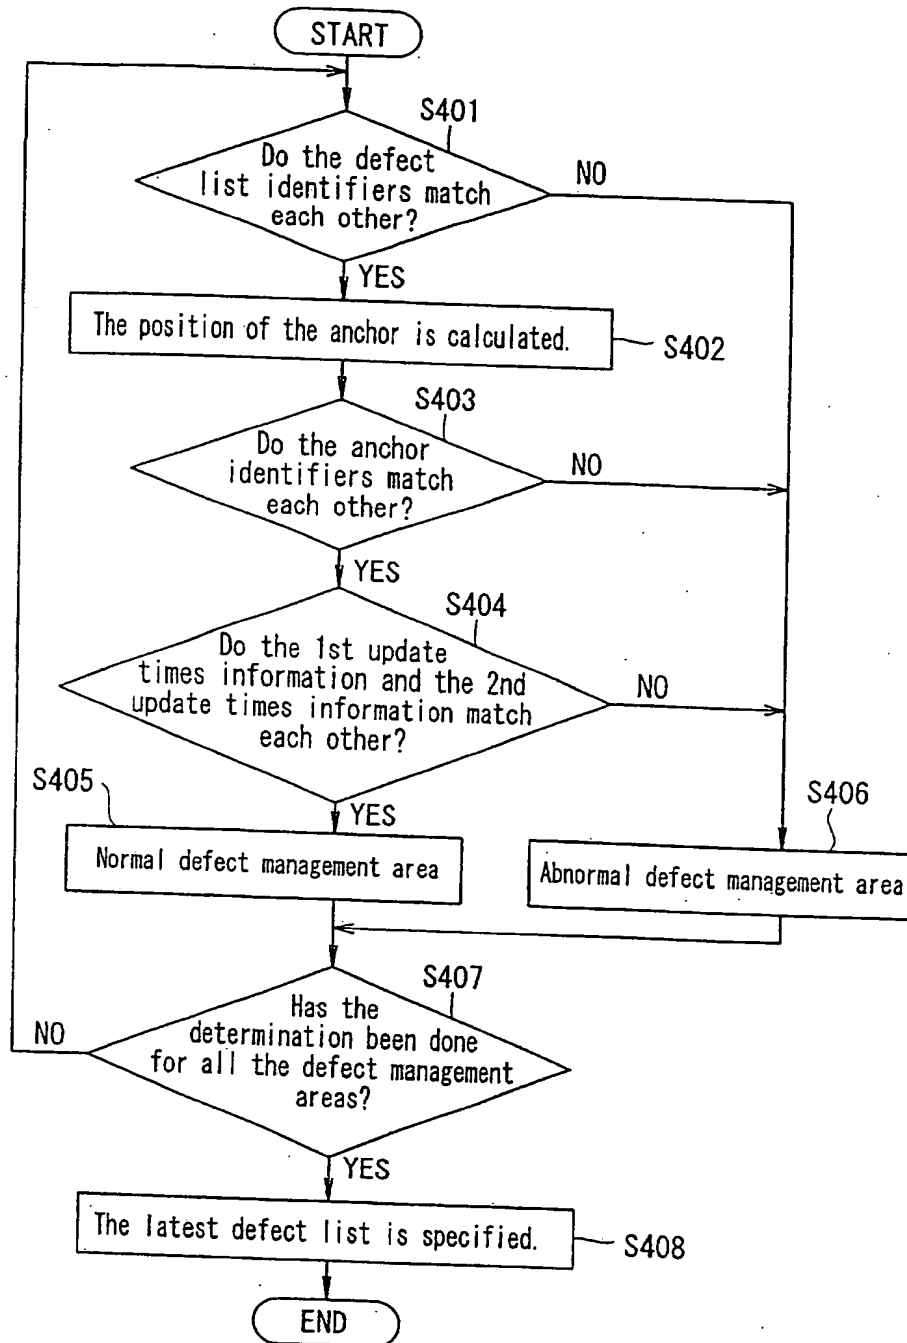 START
S401
Do the defect
list identifiers match
each other?
NO
YES
The position of the anchor is calculated.
S402
S403
Do the anchor
identifiers match
each other?
NO
YES
S404
Do the 1st update
times information and the 2nd
update times information match
each other?
NO
S405
YES
S406
Normal defect management area
Abnormal defect management area
S407
Has the
determination been done
for all the defect management
areas?
NO
YES
The latest defect list is specified.
S408
END